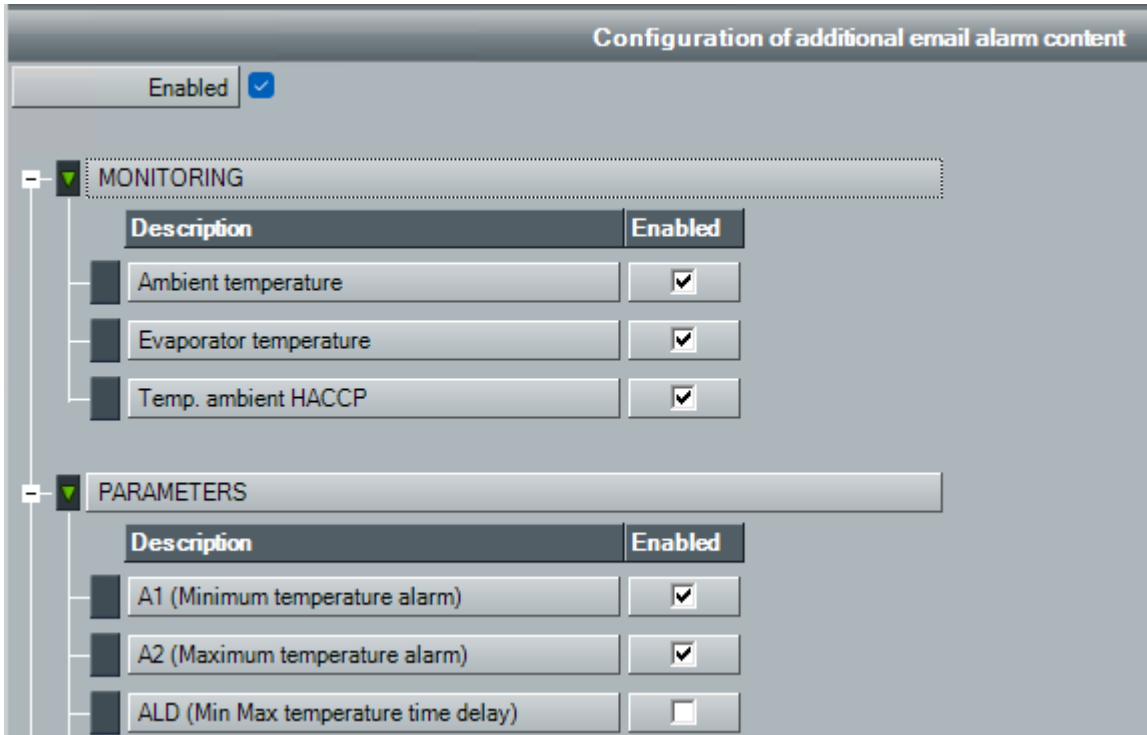 Configuration of additional email alarm content
Enabled
MONITORING
Description Enabled
Ambient temperature
Evaporator temperature
Temp. ambient HACCP
PARAMETERS
Description Enabled
A1 (Minimum temperature alarm)
A2 (Maximum temperature alarm)
ALD (Min Max temperature time delay)